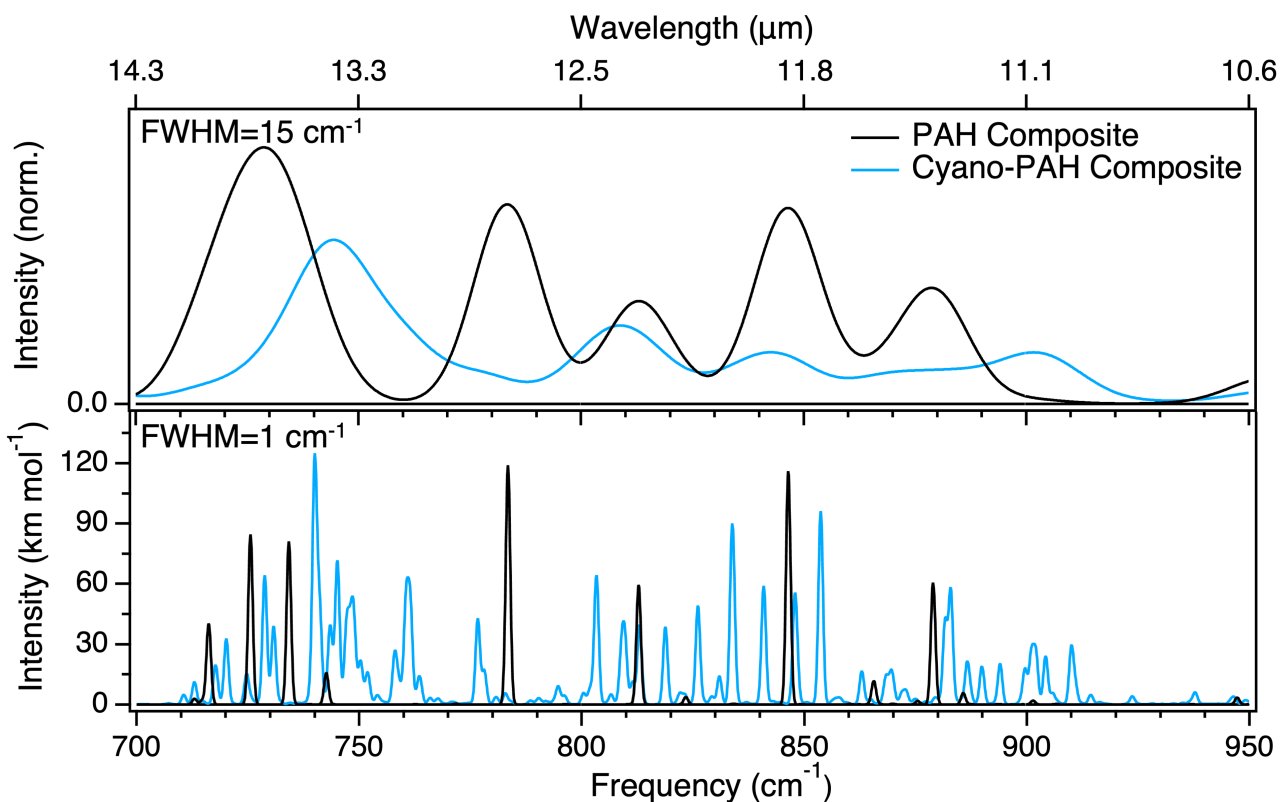 Wavelength (µm)
14.3 13.3 12.5 11.8 11.1 10.6
FWHM=15 cm⁻¹
PAH Composite
Cyano-PAH Composite
Intensity (norm.)
0.0
FWHM=1 cm⁻¹
Intensity (km mol⁻¹)
120
90
60
30
0
700 750 800 850 900 950
Frequency (cm⁻¹)